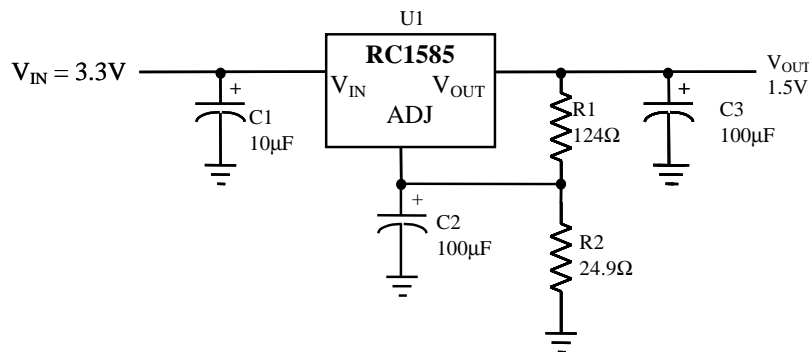 U1
RC1585
V_IN = 3.3V
V_IN
V_OUT
ADJ
V_OUT
1.5V
+
C1
10µF
R1
124Ω
+
C3
100µF
+
C2
100µF
R2
24.9Ω